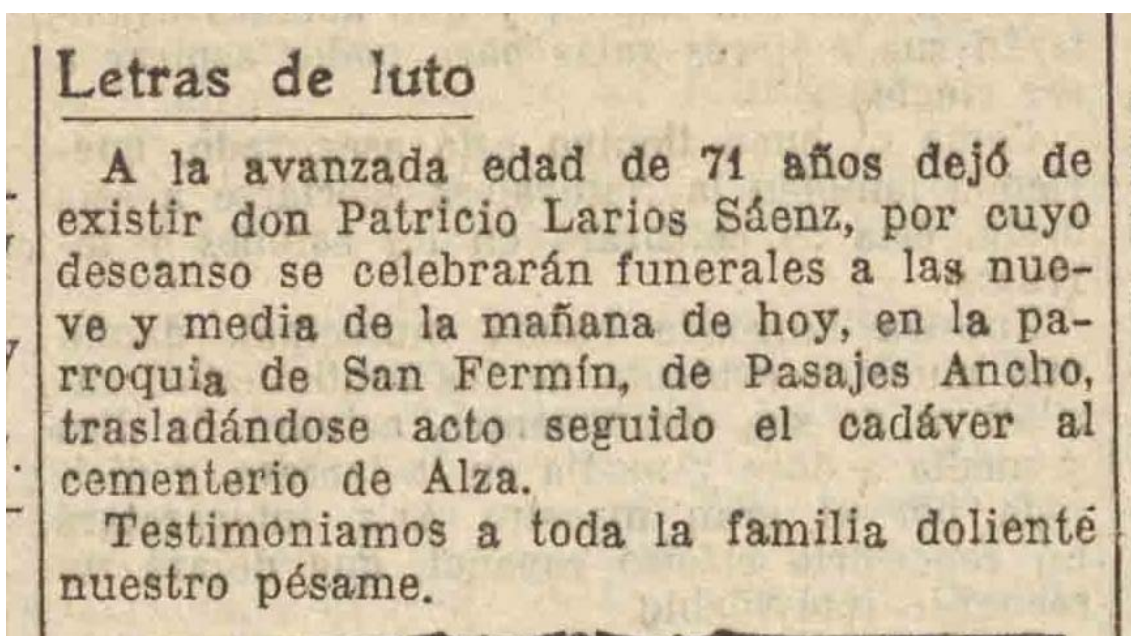 Letras de luto
A la avanzada edad de 71 años dejó de
existir don Patricio Larios Sáenz, por cuyo
descanso se celebrarán funerales a las nue-
ve y media de la mañana de hoy, en la pa-
rroquia de San Fermín, de Pasajes Ancho,
trasladándose acto seguido el cadáver al
cementerio de Alza.
Testimoniamos a toda la familia dolienté
nuestro pésame.